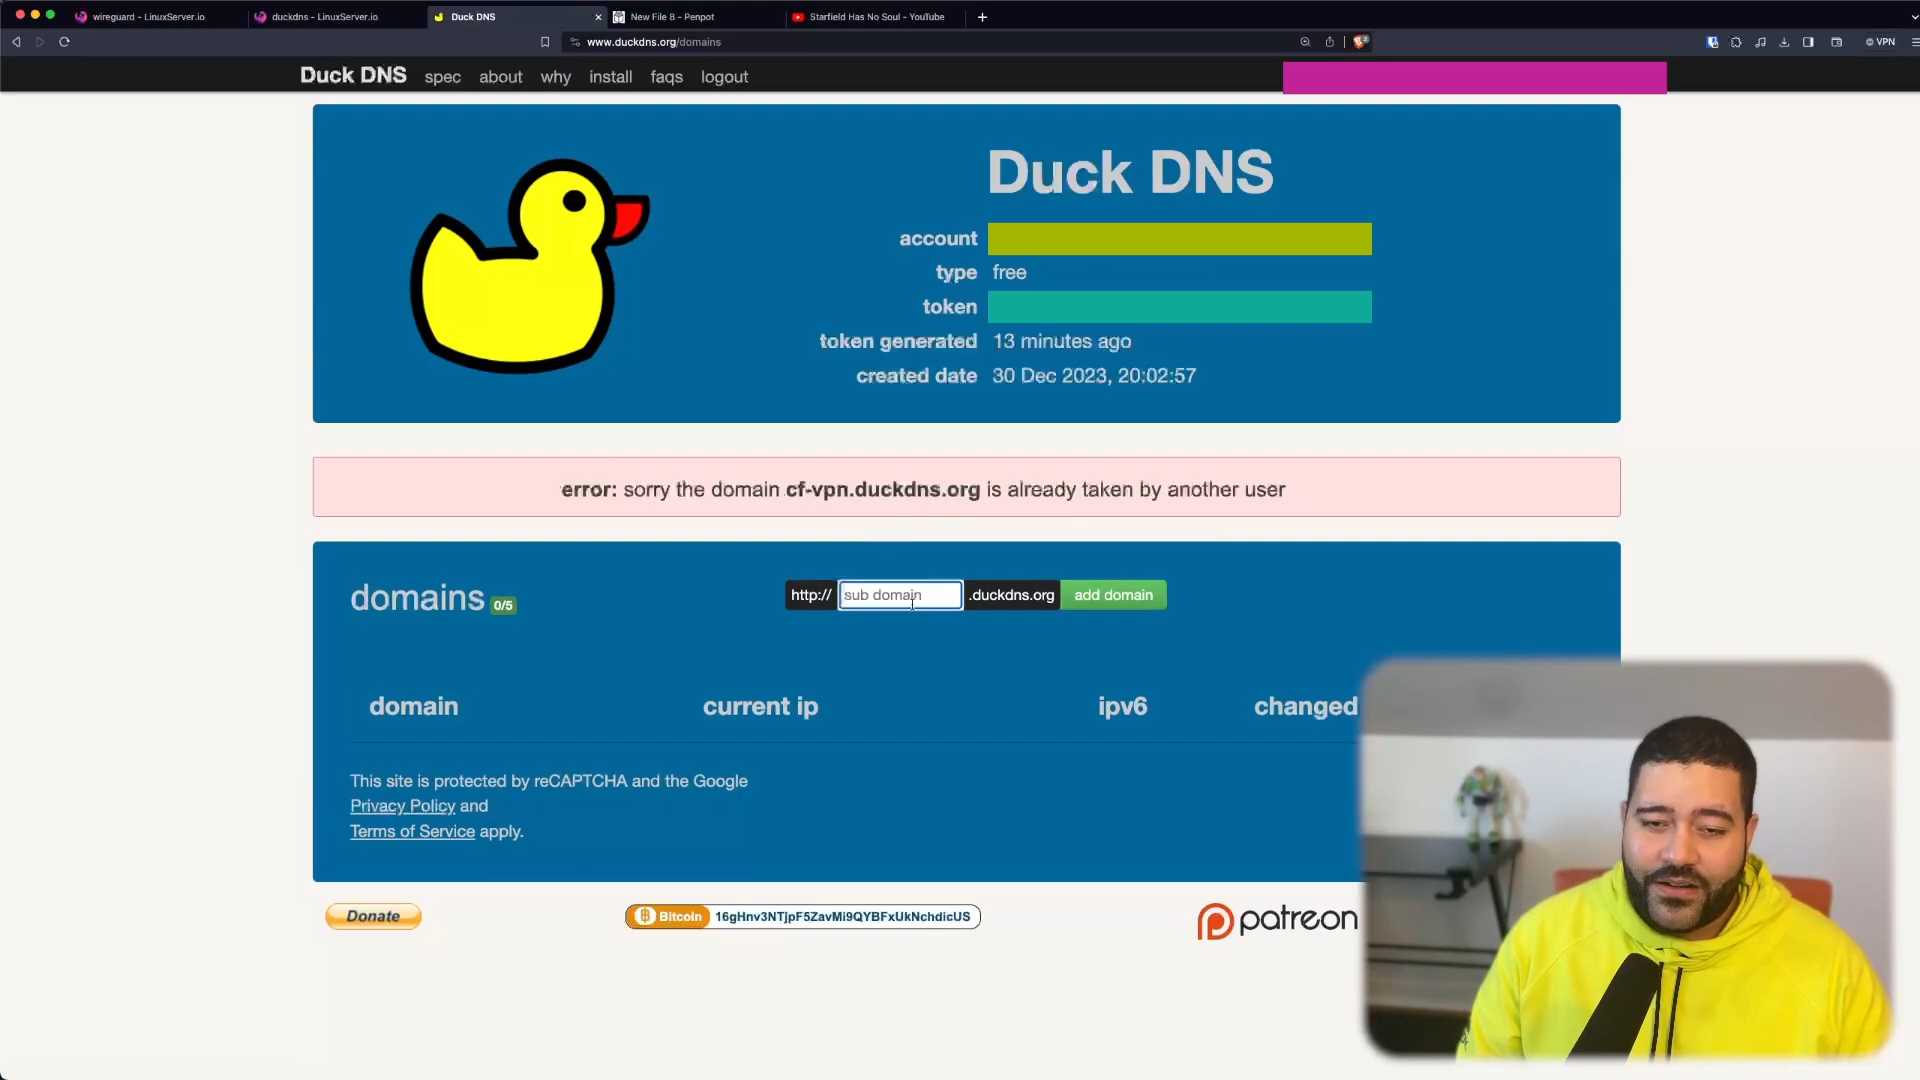 wireguard - LinuxServer.io
duckdns - LinuxServer.io
Duck DNS
New File 8 - Penpot
Starfield Has No Soul - YouTube
www.duckdns.org/domains
VPN
Duck DNS spec about why install faqs logout
Duck DNS
account
type free
token
token generated 13 minutes ago
created date 30 Dec 2023, 20:02:57
error: sorry the domain cf-vpn.duckdns.org is already taken by another user
domains 0/5
http:// sub domain .duckdns.org add domain
domain current ip ipv6 changed
This site is protected by reCAPTCHA and the Google
Privacy Policy and
Terms of Service apply.
Donate
Bitcoin 16gHnv3NTjpF5ZavMi9QYBFxUkNchdicUS
patreon